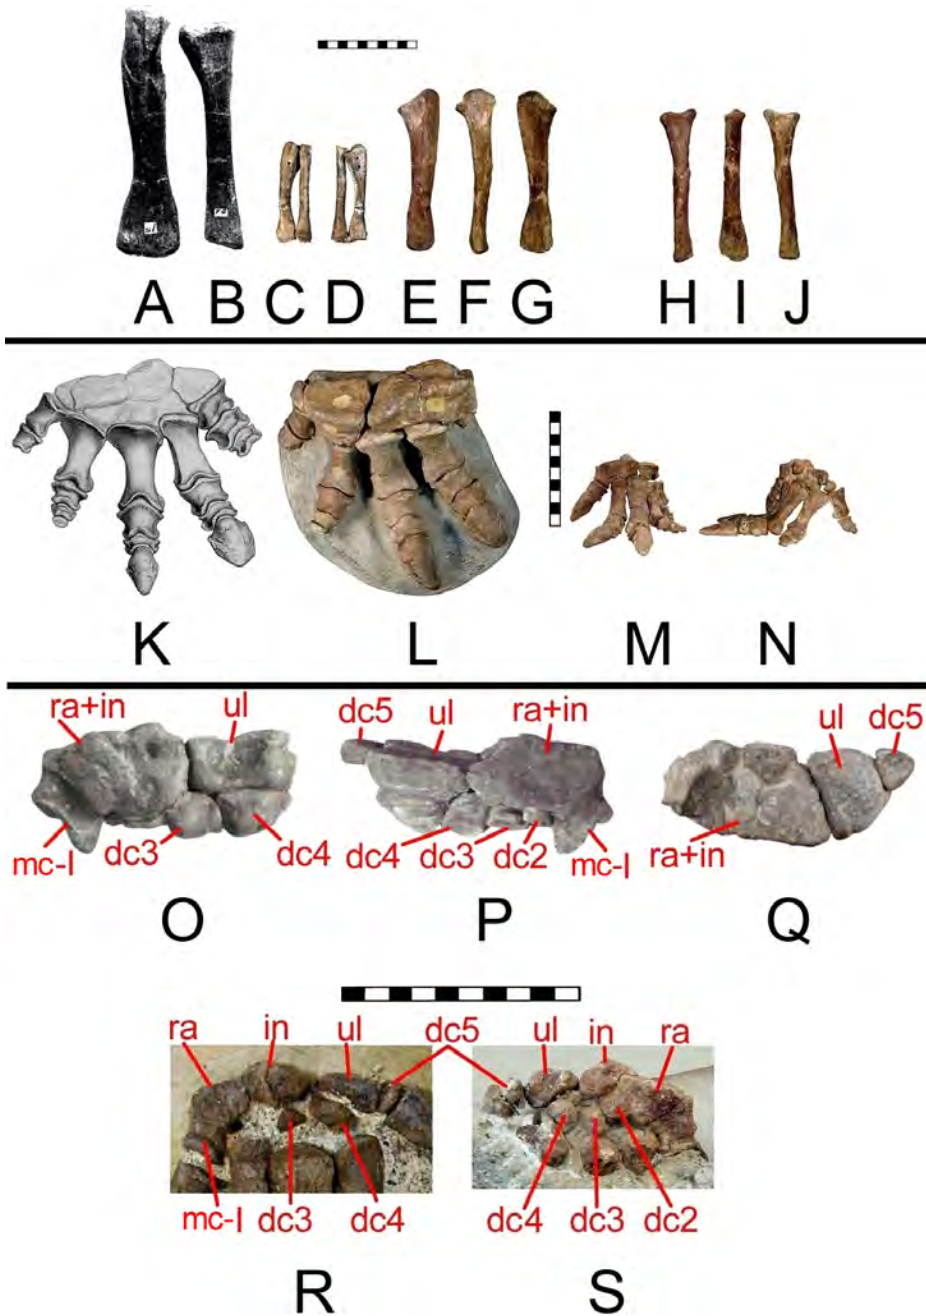 A B C D E F G H I J
K L M N
ra+in ul dc5 ul ra+in ul dc5
mc-I dc3 dc4 dc4 dc3 dc2 mc-I ra+in
O P Q
ra in ul dc5 ul in ra
mc-I dc3 dc4 dc4 dc3 dc2
R S